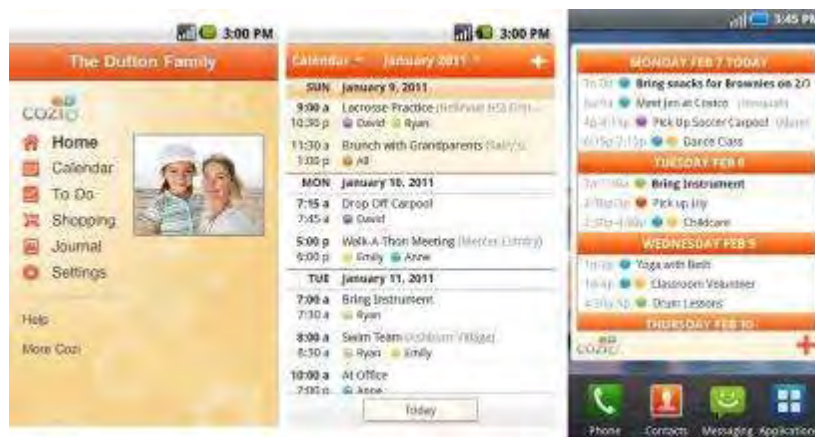 3:00 PM
The Dutton Family
COZI
Home
Calendar
To Do
Shopping
Journal
Settings
Help
More Cozi
3:00 PM
Calendar January 2011 +
SUN January 9, 2011
9:00 a Lacrosse Practice
10:30 p David Ryan
11:30 a Brunch with Grandparents
1:00 p All
MON January 10, 2011
7:15 a Drop Off Carpool
7:45 a David
5:00 p Walk-A-Thon Meeting (Mercer Country)
6:00 p Emily Anne
TUE January 11, 2011
7:00 a Bring Instrument
7:30 a Ryan
8:00 a Swim Team
8:30 a Ryan Emily
10:00 a At Office
7:00 p Anne
Today
3:45 PM
MONDAY FEB 7 TODAY
Bring snacks for Brownies on 2/
Meet Jen at Costco
Pick Up Soccer Carpool
Dance Class
TUESDAY FEB 8
Bring Instrument
Pick up Lily
Childcare
WEDNESDAY FEB 9
Yoga with Beth
Classroom Volunteer
Drum Lessons
THURSDAY FEB 10
COZI +
Phone Contacts Messaging Application